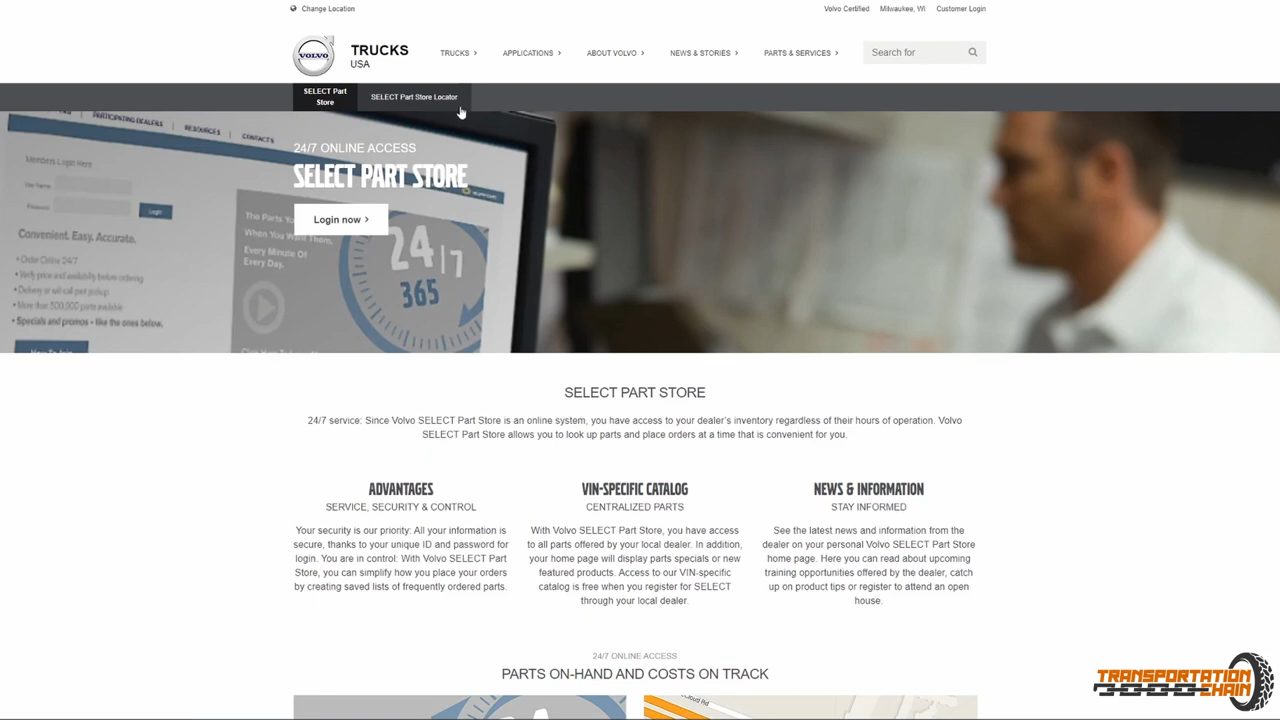 Change Location
Volvo Certified Milwaukee, WI Customer Login
VOLVO
TRUCKS
USA
TRUCKS APPLICATIONS ABOUT VOLVO NEWS & STORIES PARTS & SERVICES
Search for
SELECT Part
Store
SELECT Part Store Locator
PARTICIPATING DEALERS RESOURCES CONTACTS
Members Login Here
User Name
Password
Login
Convenient. Easy. Accurate.
• Order Online 24/7
• Verify price and availability before ordering
• Delivery or will call part pickup
• More than 500,000 parts available
• Specials and promos - like the ones below.
How To Join
The Parts You
When You Want Them,
Every Minute Of
Every Day.
24/7
365
24/7 ONLINE ACCESS
SELECT PART STORE
Login now
SELECT PART STORE
24/7 service: Since Volvo SELECT Part Store is an online system, you have access to your dealer's inventory regardless of their hours of operation. Volvo
SELECT Part Store allows you to look up parts and place orders at a time that is convenient for you.
ADVANTAGES
SERVICE, SECURITY & CONTROL
Your security is our priority: All your information is
secure, thanks to your unique ID and password for
login. You are in control: With Volvo SELECT Part
Store, you can simplify how you place your orders
by creating saved lists of frequently ordered parts.
VIN-SPECIFIC CATALOG
CENTRALIZED PARTS
With Volvo SELECT Part Store, you have access
to all parts offered by your local dealer. In addition,
your home page will display parts specials or new
featured products. Access to our VIN-specific
catalog is free when you register for SELECT
through your local dealer.
NEWS & INFORMATION
STAY INFORMED
See the latest news and information from the
dealer on your personal Volvo SELECT Part Store
home page. Here you can read about upcoming
training opportunities offered by the dealer, catch
up on product tips or register to attend an open
house.
24/7 ONLINE ACCESS
PARTS ON-HAND AND COSTS ON TRACK
TRANSPORTATION
CHAIN